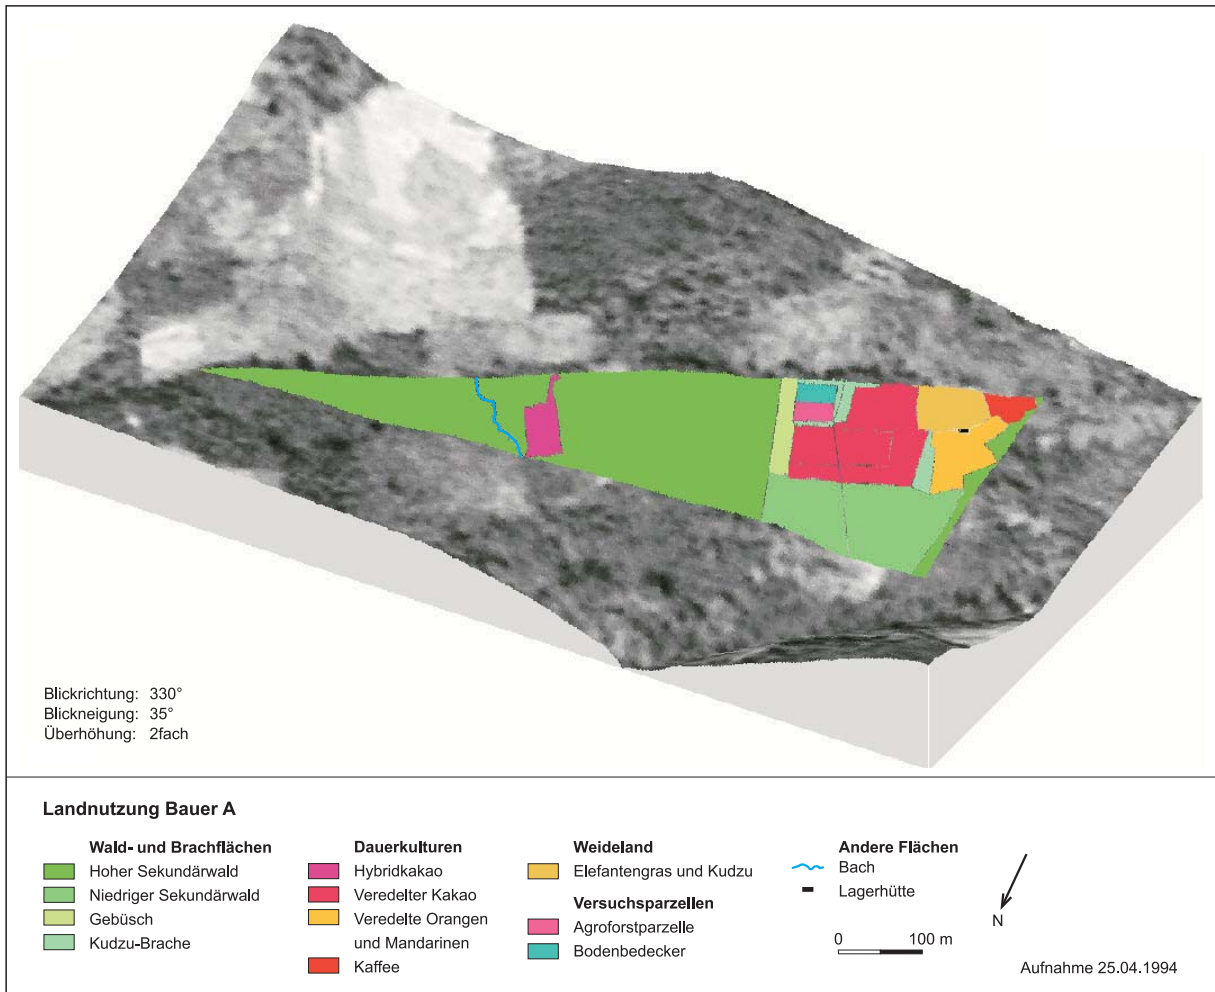 Blickrichtung: 330°
Blickneigung: 35°
Überhöhung: 2fach
Landnutzung Bauer A
Wald- und Brachflächen
Hoher Sekundärwald
Niedriger Sekundärwald
Gebüsch
Kudzu-Brache
Dauerkulturen
Hybridkakao
Veredelter Kakao
Veredelte Orangen
und Mandarinen
Kaffee
Weideland
Elefantengras und Kudzu
Versuchsparzellen
Agroforstparzelle
Bodenbedecker
Andere Flächen
Bach
Lagerhütte
0 100 m
N
Aufnahme 25.04.1994